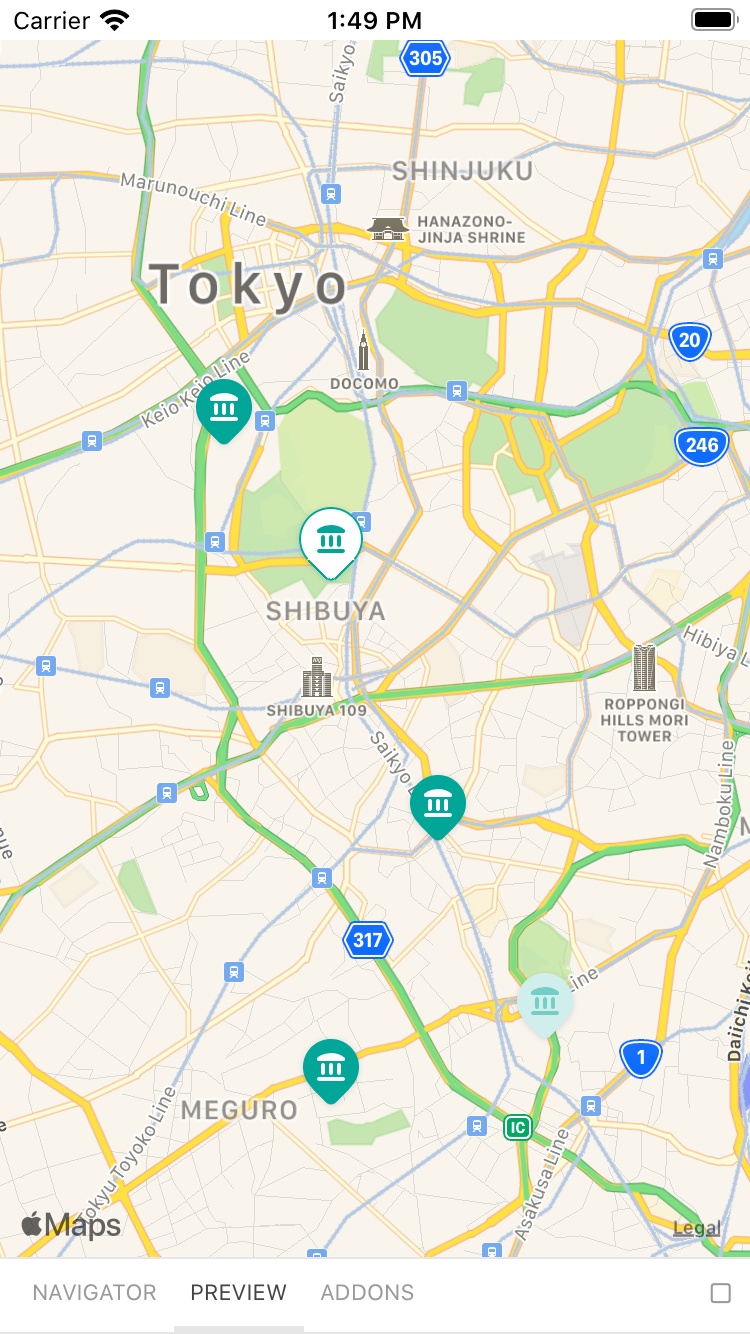 Carrier 1:49 PM
305
Saikyo
SHINJUKU
Marunouchi Line
HANAZONO-
JINJA SHRINE
Tokyo
20
DOCOMO
Keio Keio Line
246
SHIBUYA
Hibiya L
SHIBUYA 109
ROPPONGI
HILLS MORI
TOWER
Saikyo L
Namboku Line
M
nue
317
Line
Daiichi Kei
1
MEGURO
IC
Tokyu Toyoko Line
Asakusa Line
Maps
Legal
NAVIGATOR PREVIEW ADDONS